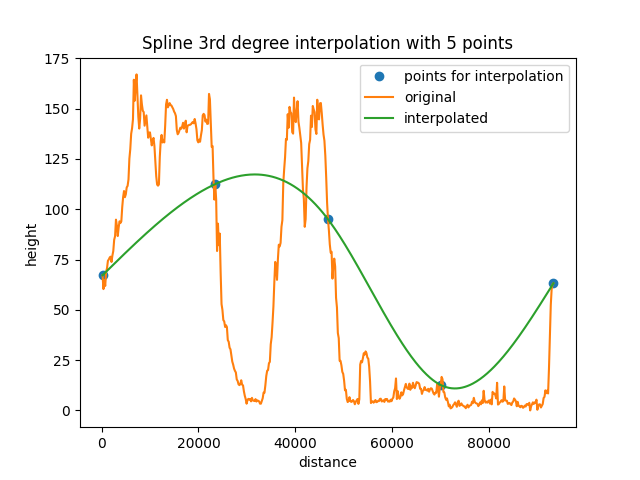 Spline 3rd degree interpolation with 5 points
points for interpolation
original
interpolated
height
175
150
125
100
75
50
25
0
0 20000 40000 60000 80000
distance